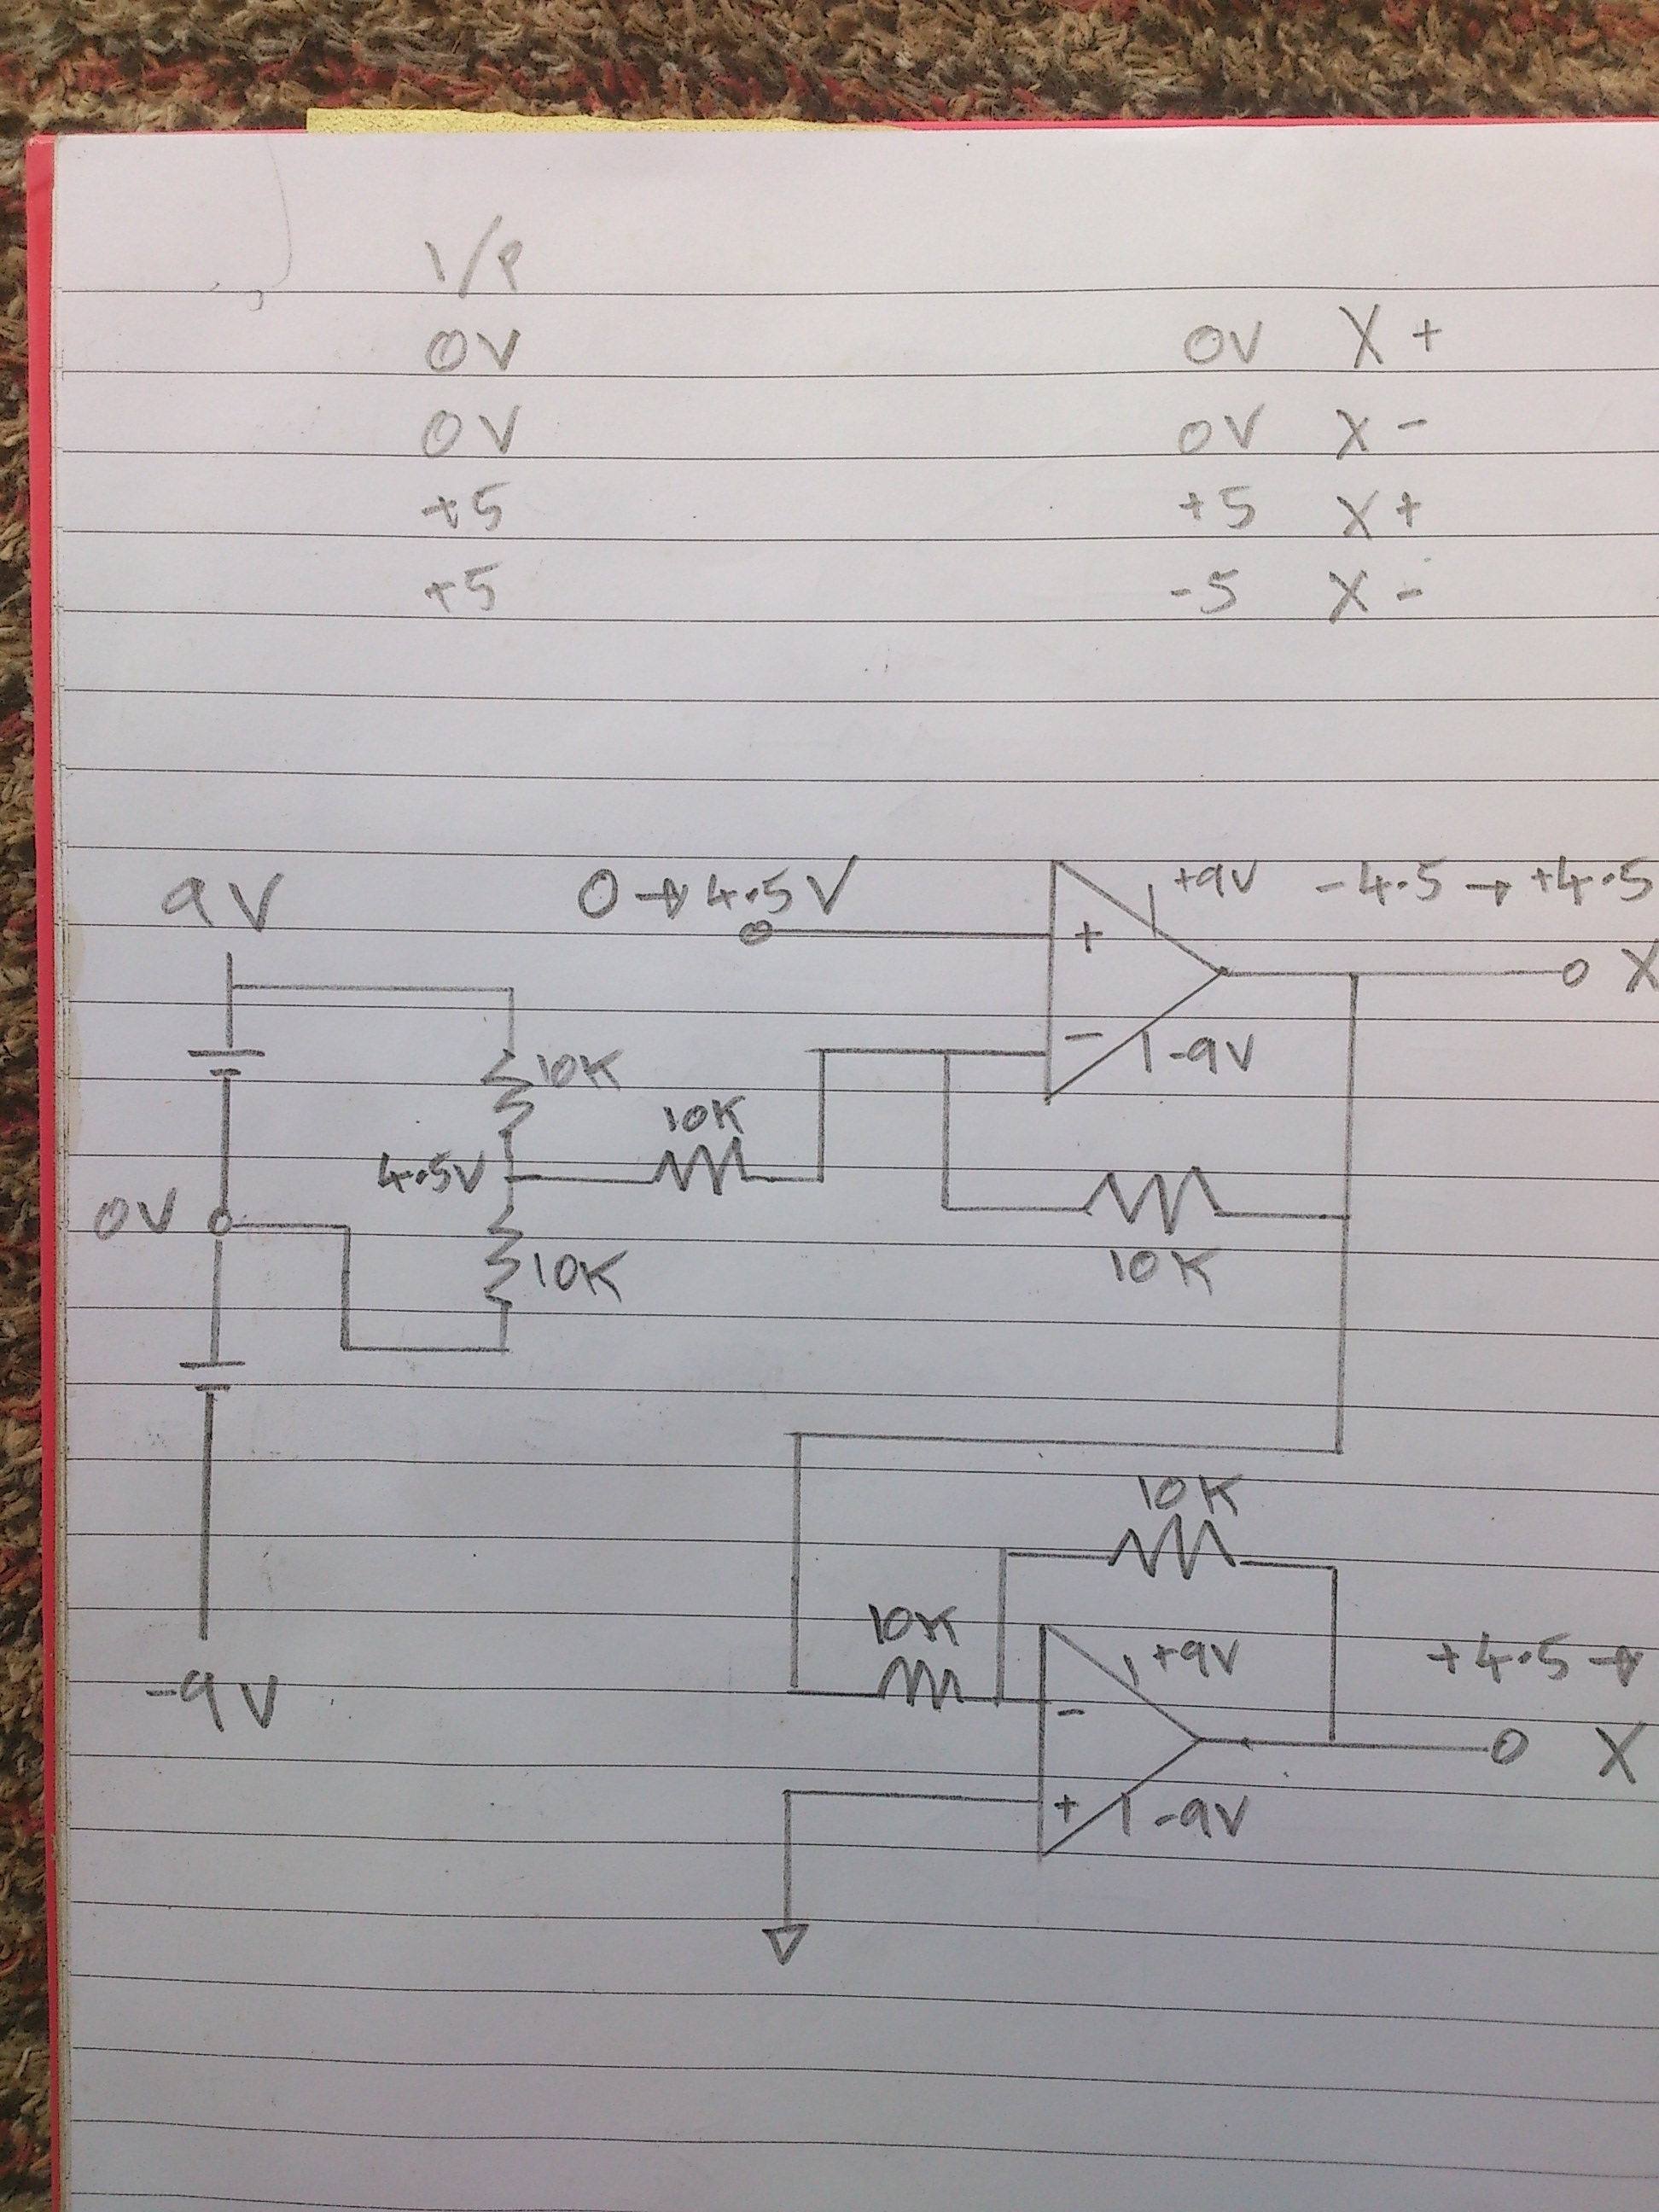 I/P
0V 0V X+
0V 0V X-
+5 +5 X+
+5 -5 X-
9V 0→4.5V +9V -4.5→+4.5
+
X
-
-9V
10K
10K
4.5V
0V
10K
10K
10K
10K
+9V +4.5→
-9V
-
X
+
-9V